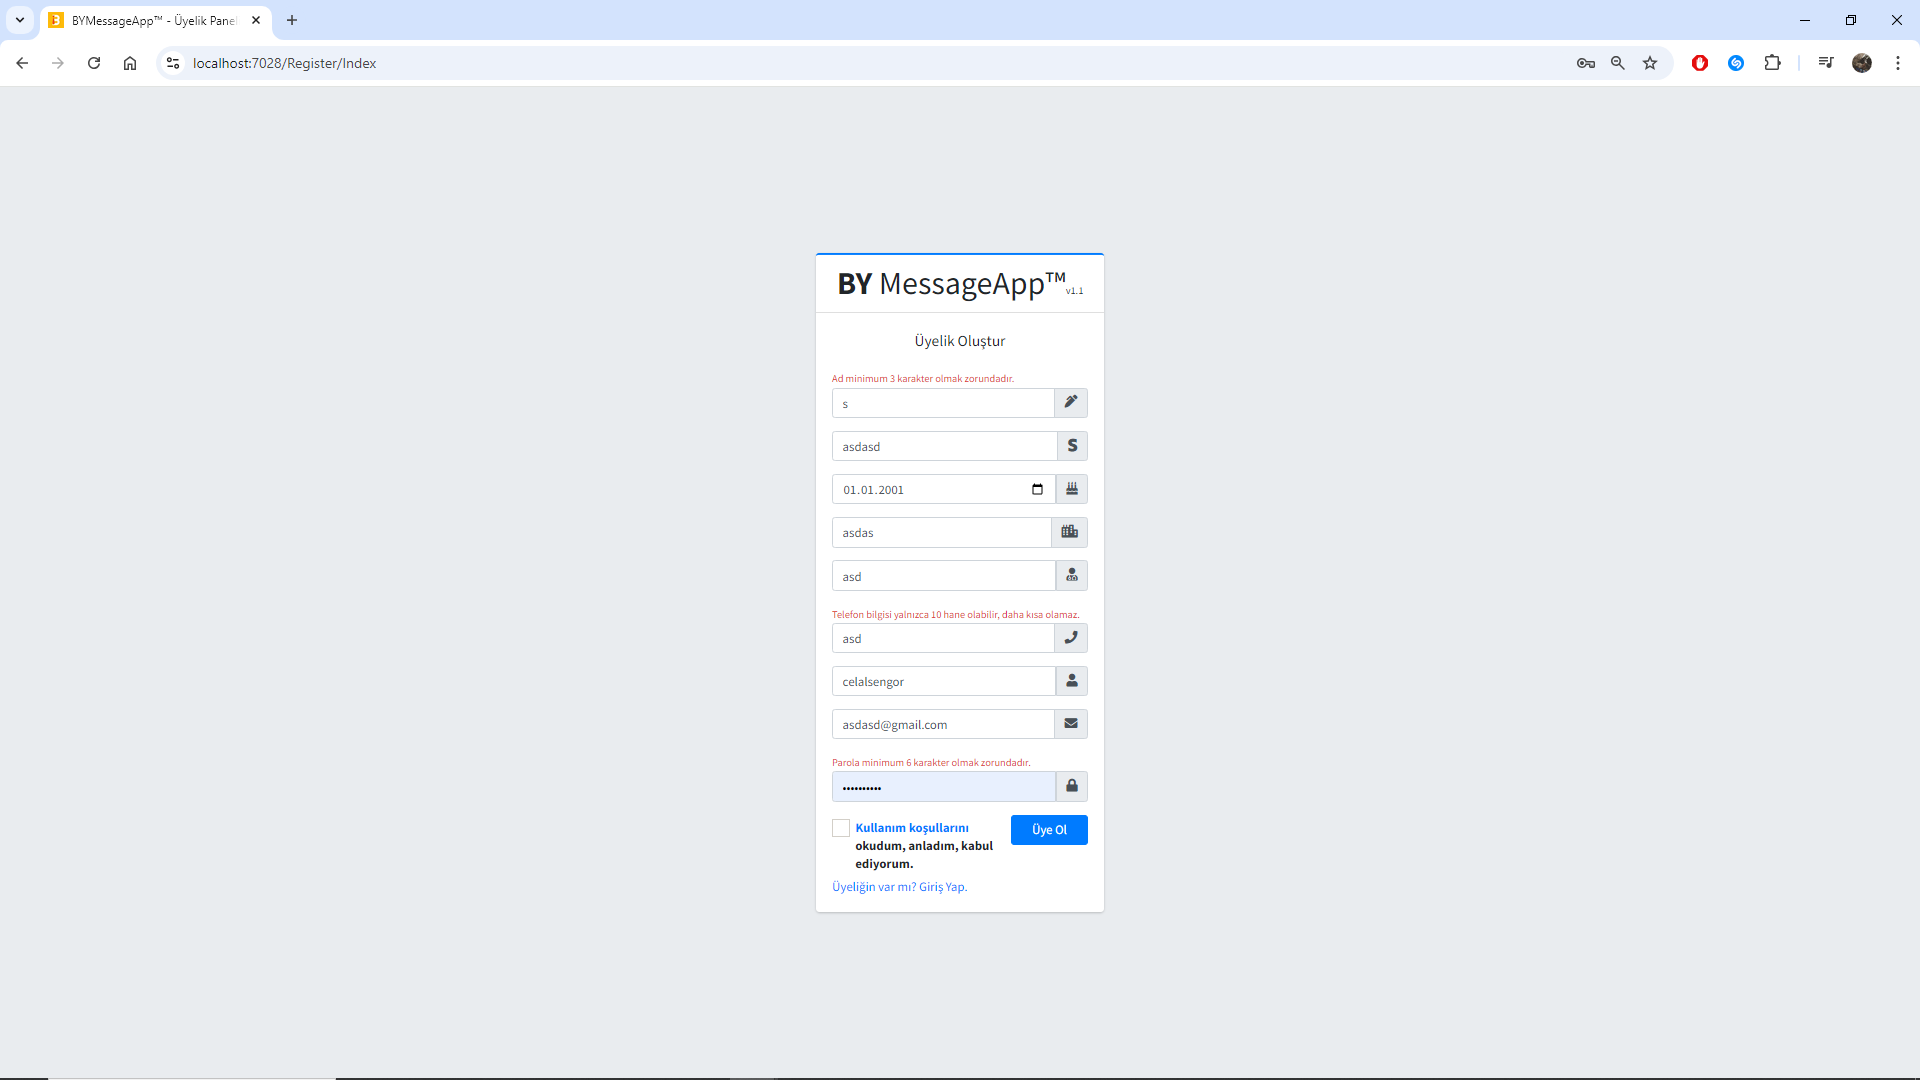 BYMessageApp™ - Üyelik Panel
localhost:7028/Register/Index
BY MessageApp™ v1.1
Üyelik Oluştur
Ad minimum 3 karakter olmak zorundadır.
s
asdasd
01.01.2001
asdas
asd
Telefon bilgisi yalnızca 10 hane olabilir, daha kısa olamaz.
asd
celalsengor
asdasd@gmail.com
Parola minimum 6 karakter olmak zorundadır.
••••••••••
Kullanım koşullarını
okudum, anladım, kabul
ediyorum.
Üye Ol
Üyeliğin var mı? Giriş Yap.